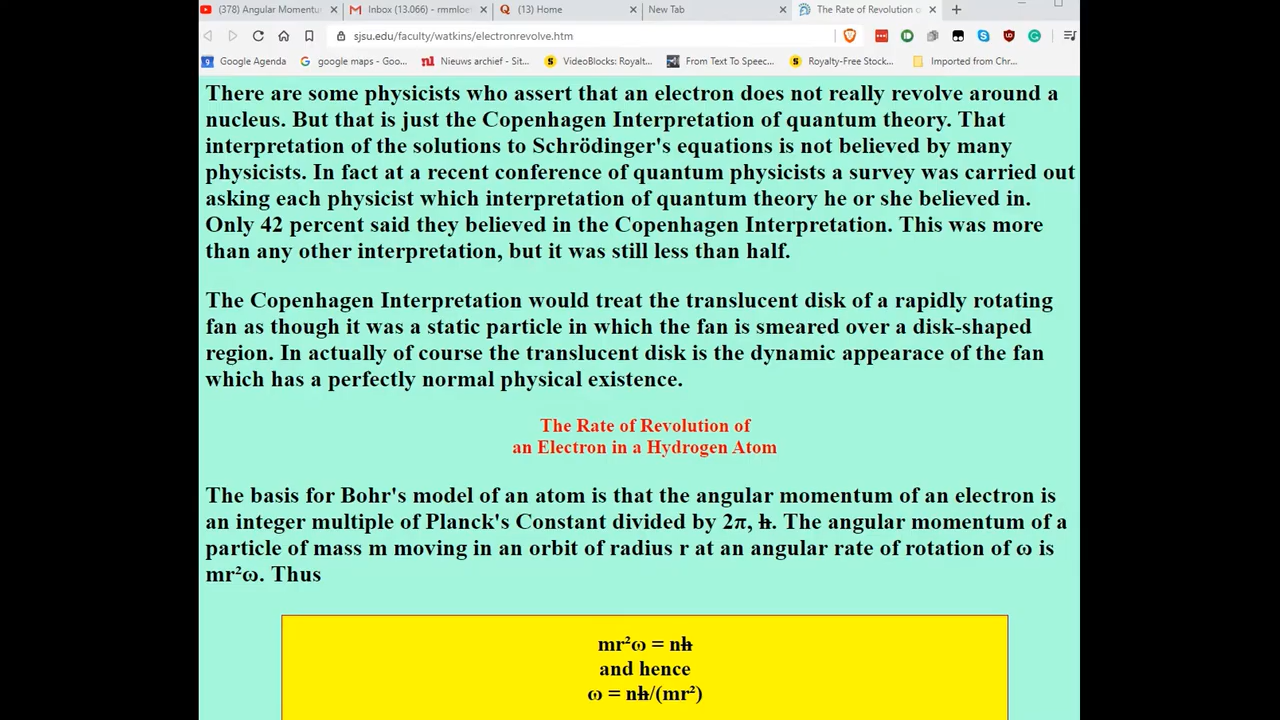 (378) Angular Momentu
Inbox (13.066) - rmmloe
(13) Home
New Tab
The Rate of Revolution o
sjsu.edu/faculty/watkins/electronrevolve.htm
Google Agenda
google maps - Goo...
Nieuws archief - Sit...
VideoBlocks: Royalt...
From Text To Speec...
Royalty-Free Stock...
Imported from Chr...
There are some physicists who assert that an electron does not really revolve around a
nucleus. But that is just the Copenhagen Interpretation of quantum theory. That
interpretation of the solutions to Schrödinger's equations is not believed by many
physicists. In fact at a recent conference of quantum physicists a survey was carried out
asking each physicist which interpretation of quantum theory he or she believed in.
Only 42 percent said they believed in the Copenhagen Interpretation. This was more
than any other interpretation, but it was still less than half.
The Copenhagen Interpretation would treat the translucent disk of a rapidly rotating
fan as though it was a static particle in which the fan is smeared over a disk-shaped
region. In actually of course the translucent disk is the dynamic appearace of the fan
which has a perfectly normal physical existence.
The Rate of Revolution of
an Electron in a Hydrogen Atom
The basis for Bohr's model of an atom is that the angular momentum of an electron is
an integer multiple of Planck's Constant divided by 2π, ħ. The angular momentum of a
particle of mass m moving in an orbit of radius r at an angular rate of rotation of ω is
mr²ω. Thus
mr²ω = nħ
and hence
ω = nħ/(mr²)